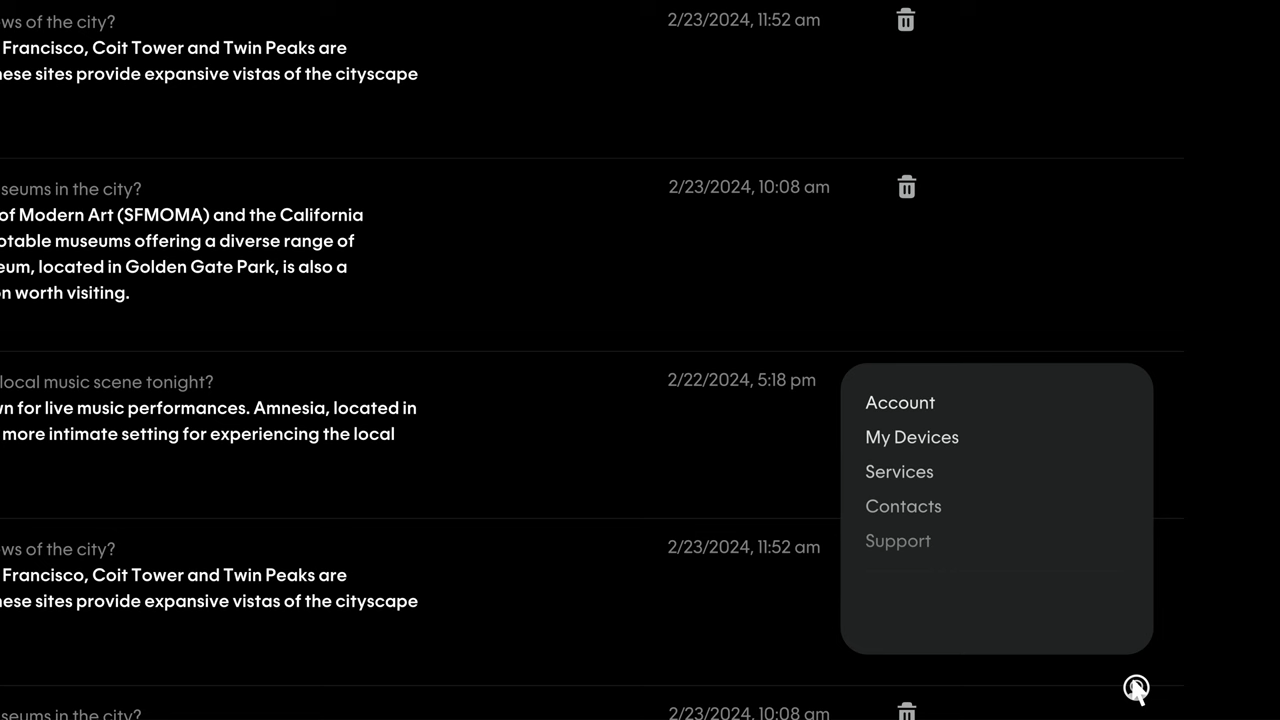 ws of the city?
2/23/2024, 11:52 am
Francisco, Coit Tower and Twin Peaks are
hese sites provide expansive vistas of the cityscape
seums in the city?
2/23/2024, 10:08 am
of Modern Art (SFMOMA) and the California
otable museums offering a diverse range of
eum, located in Golden Gate Park, is also a
n worth visiting.
local music scene tonight?
2/22/2024, 5:18 pm
wn for live music performances. Amnesia, located in
more intimate setting for experiencing the local
Account
My Devices
Services
Contacts
Support
ws of the city?
2/23/2024, 11:52 am
Francisco, Coit Tower and Twin Peaks are
hese sites provide expansive vistas of the cityscape
seums in the city?
2/23/2024, 10:08 am